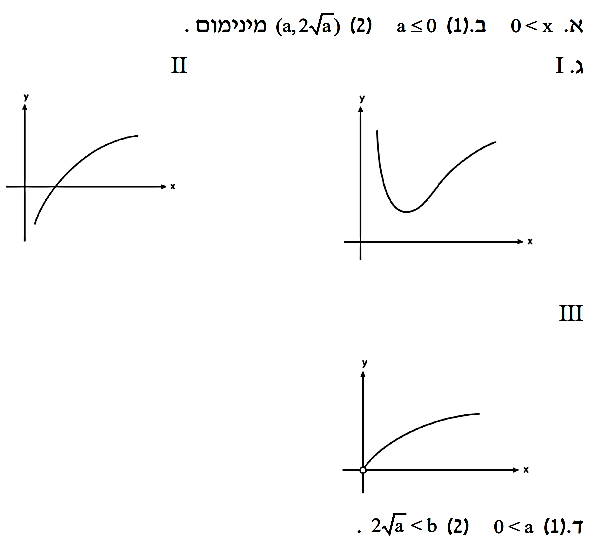 א. 0 < x  ב.(1) a ≤ 0  (2) (a, 2√a) מינימום .
ג. I
II
y
x
y
x
III
y
x
ד.(1) 0 < a  (2) 2√a < b .